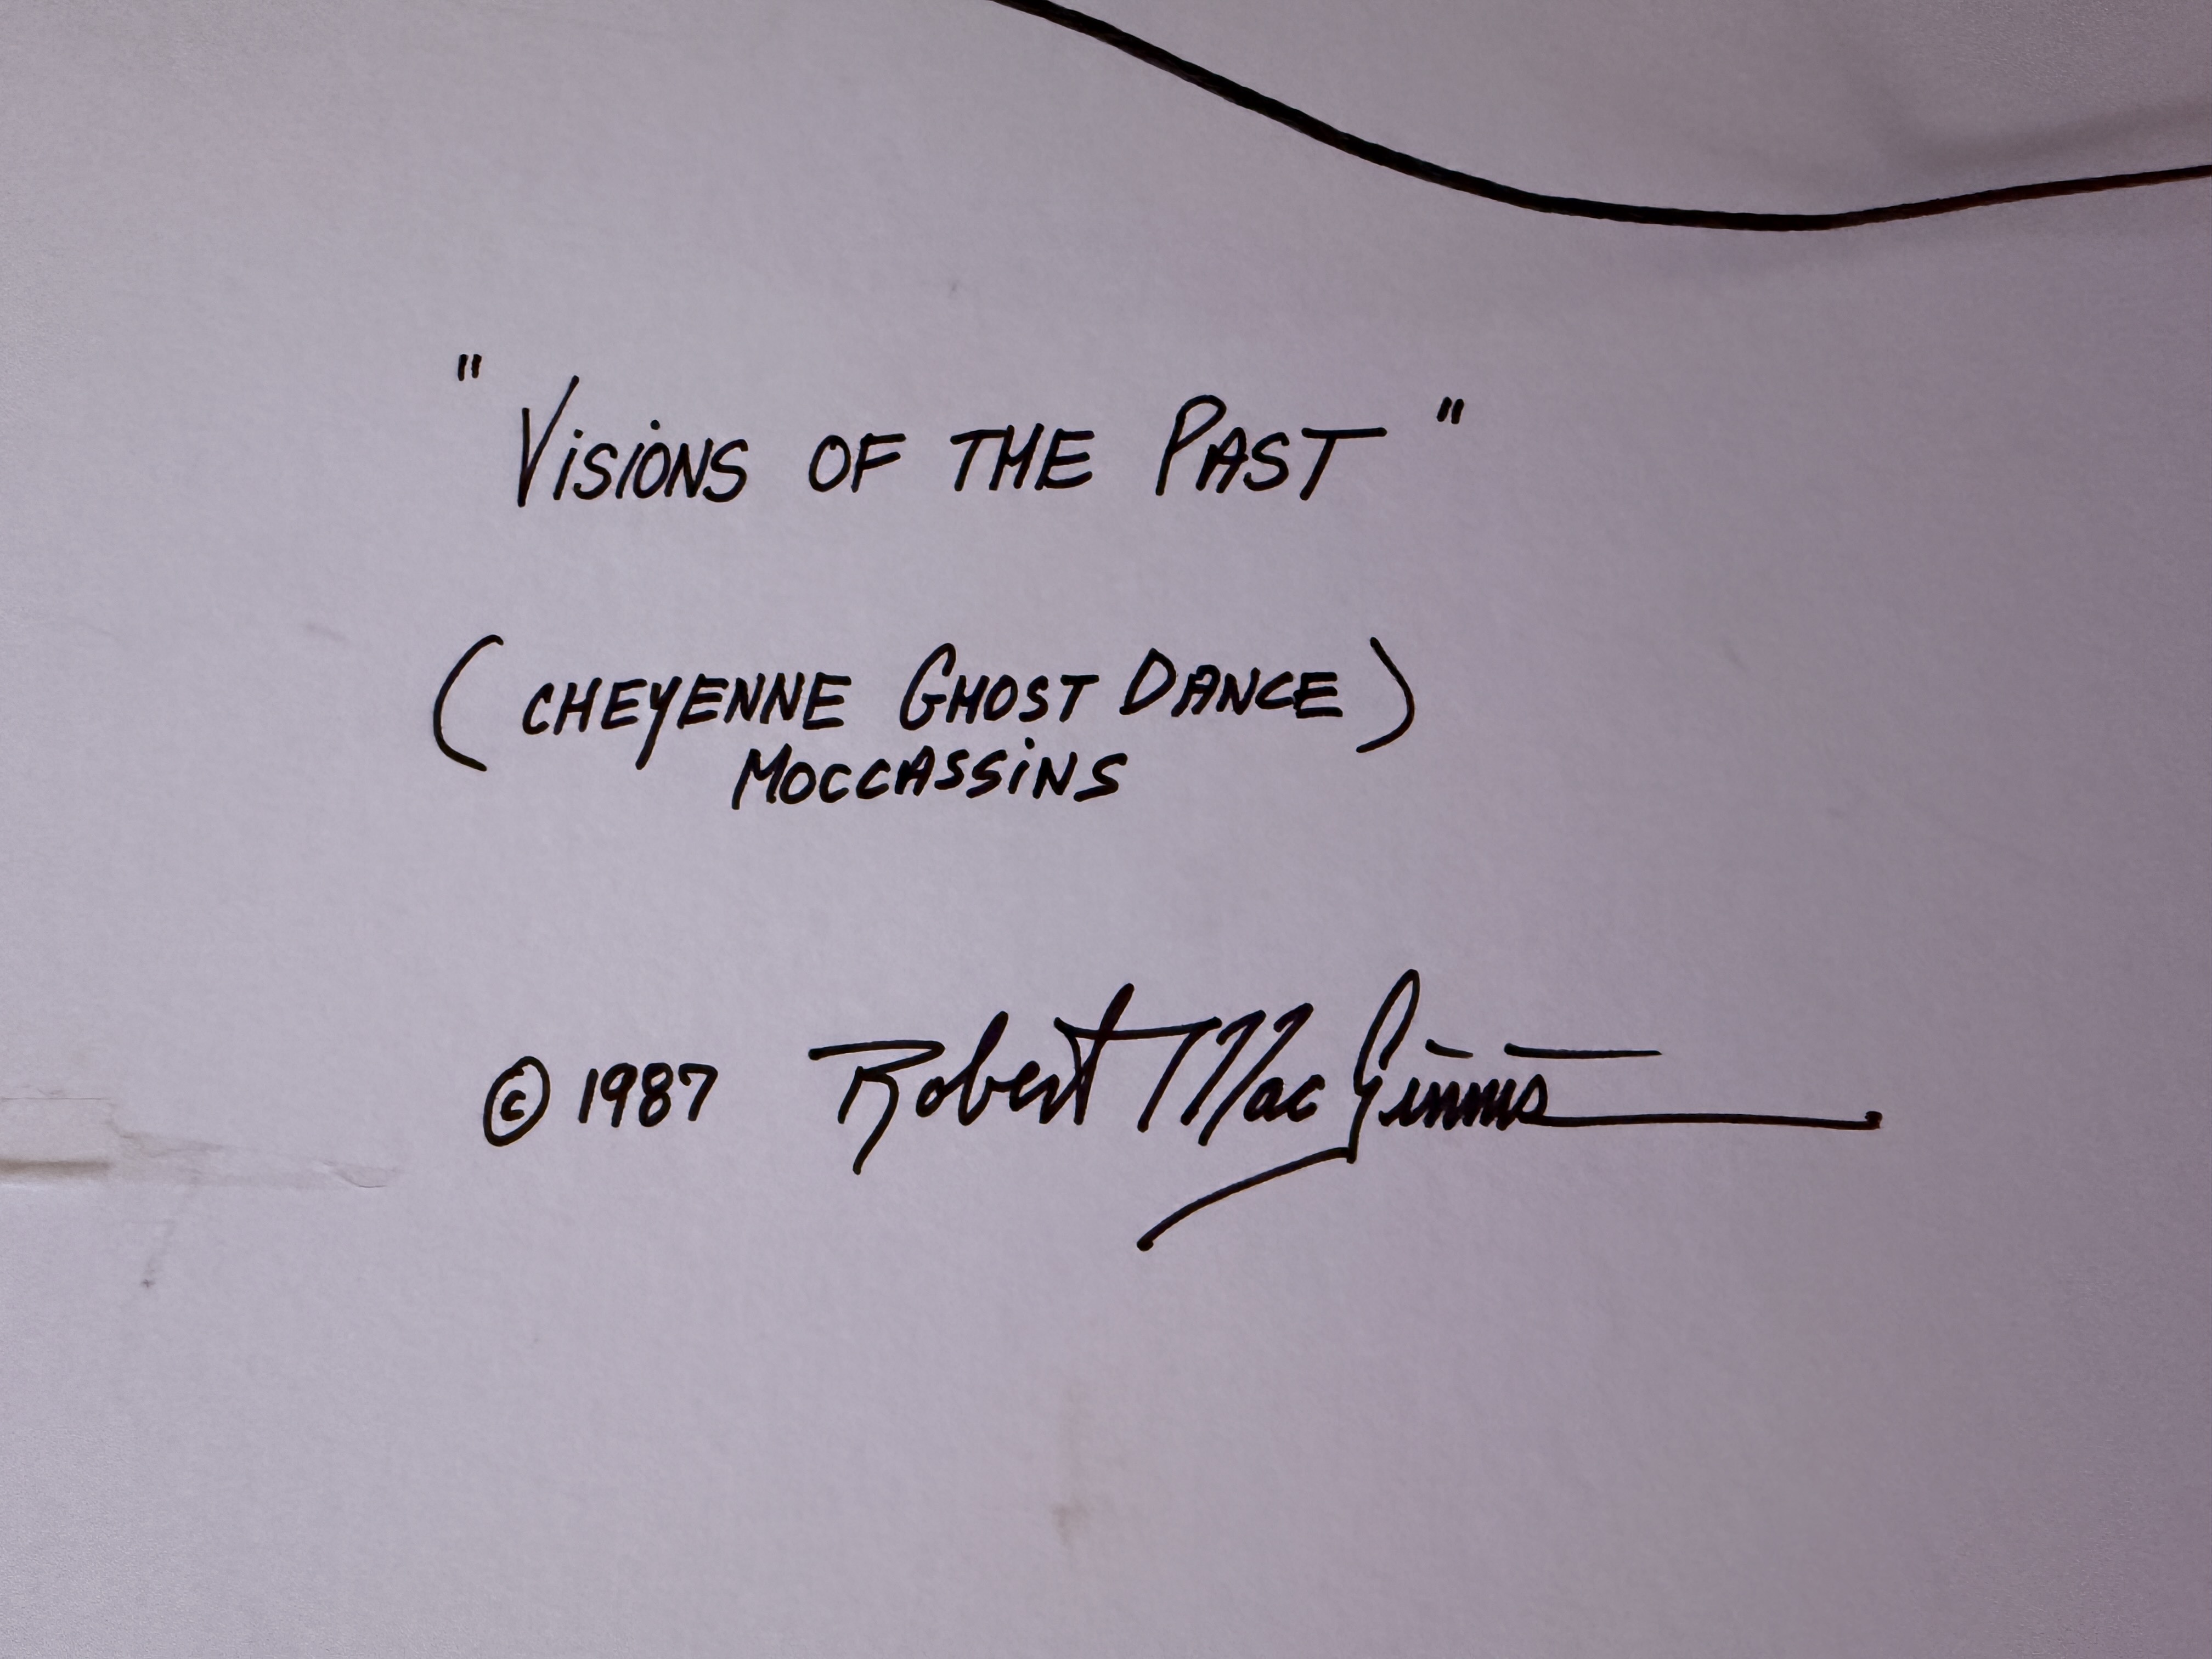 "Visions of the Past"
(Cheyenne Ghost Dance)
Moccassins
© 1987 Robert MacGinnis